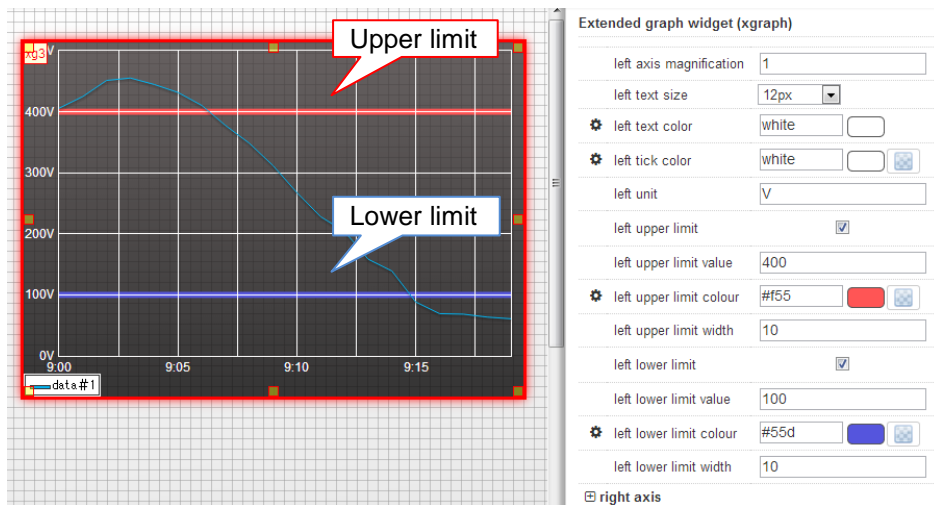 Extended graph widget (xgraph)
Upper limit
xg3
V
400V
300V
200V
100V
0V
9:00 9:05 9:10 9:15
data#1
Lower limit
left axis magnification 1
left text size 12px
left text color white
left tick color white
left unit V
left upper limit
left upper limit value 400
left upper limit colour #f55
left upper limit width 10
left lower limit
left lower limit value 100
left lower limit colour #55d
left lower limit width 10
right axis